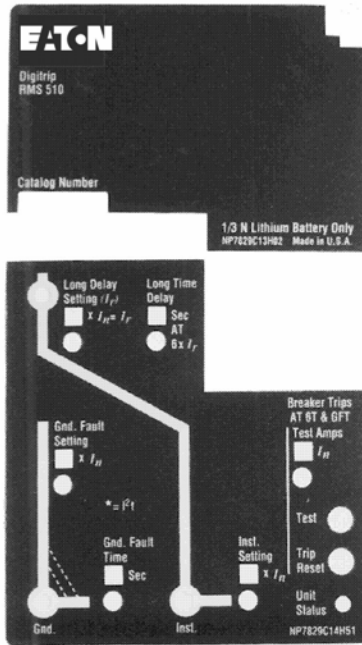 EATON
Digitrip
RMS 510
Catalog Number
1/3 N Lithium Battery Only
NP7829C13H02 Made in U.S.A.
Long Delay
Setting (Ir)
x In = Ir
Long Time
Delay
Sec
AT
6 x Ir
Gnd. Fault
Setting
x In
* = I²t
Gnd. Fault
Time
Sec
Inst.
Setting
x In
Breaker Trips
AT 6T & GFT
Test Amps
In
Test
Trip
Reset
Unit
Status
Gnd.
Inst.
NP7829C14H51